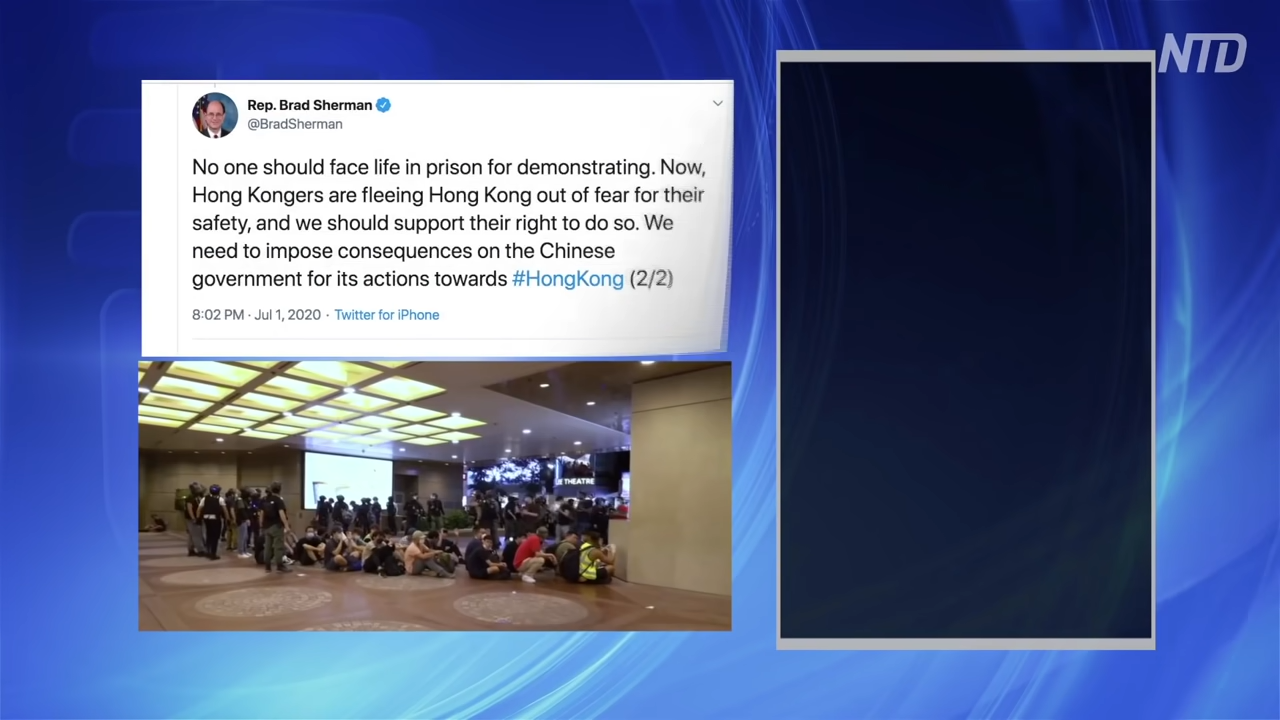 NTD
Rep. Brad Sherman
@BradSherman
No one should face life in prison for demonstrating. Now,
Hong Kongers are fleeing Hong Kong out of fear for their
safety, and we should support their right to do so. We
need to impose consequences on the Chinese
government for its actions towards #HongKong (2/2)
8:02 PM · Jul 1, 2020 · Twitter for iPhone
THEATRE